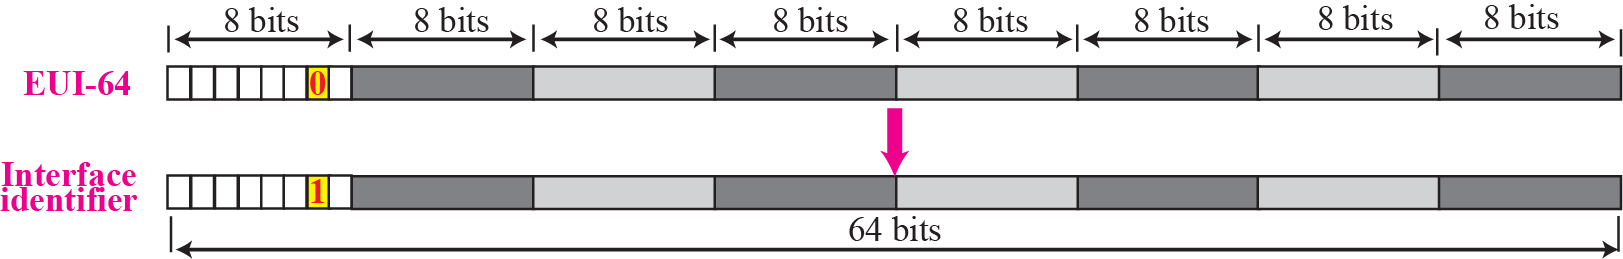 8 bits 8 bits 8 bits 8 bits 8 bits 8 bits 8 bits 8 bits
EUI-64 0
Interface
identifier 1
64 bits